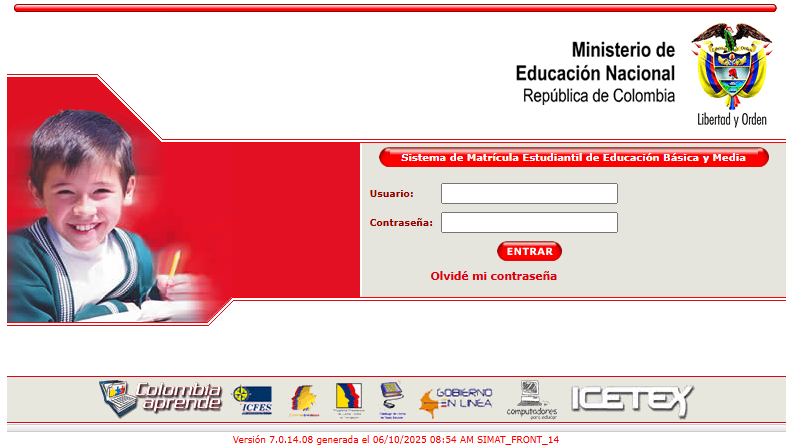 Ministerio de
Educación Nacional
República de Colombia
Libertad y Orden
Sistema de Matrícula Estudiantil de Educación Básica y Media
Usuario:
Contraseña:
ENTRAR
Olvidé mi contraseña
Colombia
aprende
ICFES
GOBIERNO
EN LÍNEA
computadores
para educar
ICETEX
Versión 7.0.14.08 generada el 06/10/2025 08:54 AM SIMAT_FRONT_14